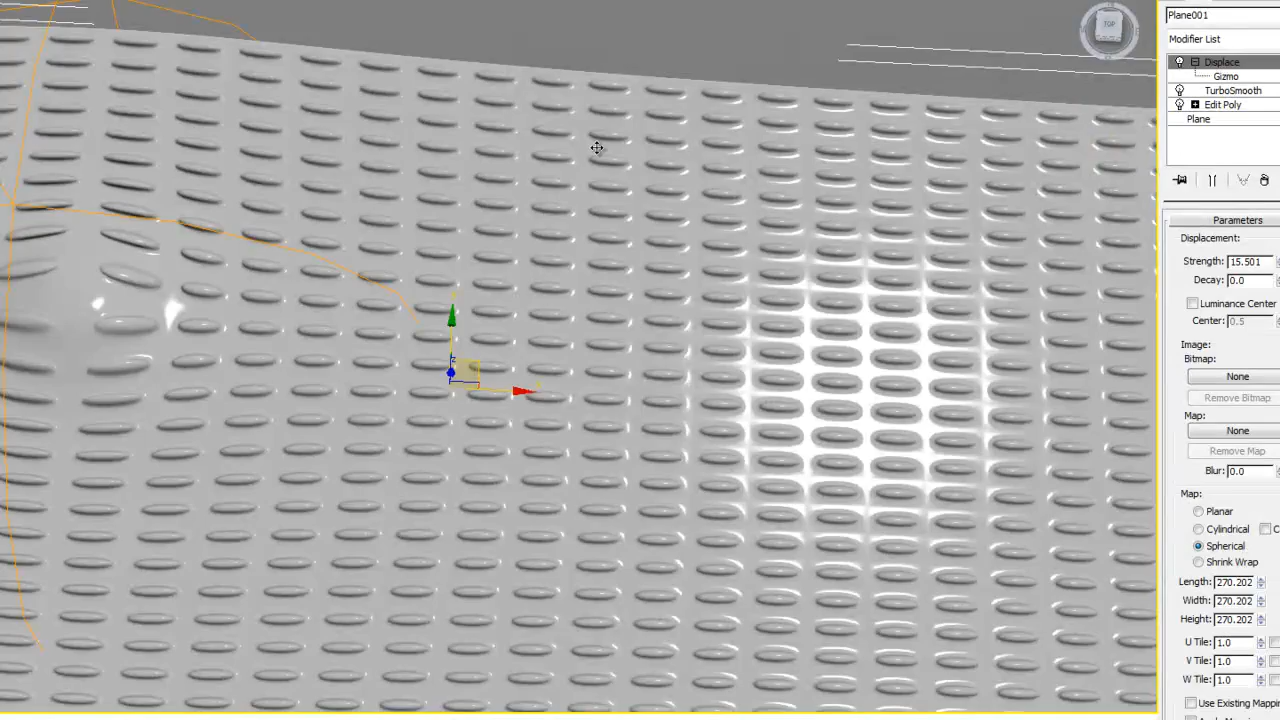 Plane001
TOP
Modifier List
Displace
Gizmo
TurboSmooth
Edit Poly
Plane
Parameters
Displacement:
Strength: 15.501
Decay: 0.0
Luminance Center
Center: 0.5
Image:
Bitmap:
None
Remove Bitmap
Map:
None
Remove Map
Blur: 0.0
Map:
Planar
Cylindrical C
Spherical
Shrink Wrap
Length: 270.202
Width: 270.202
Height: 270.202
U Tile: 1.0
V Tile: 1.0
W Tile: 1.0
Use Existing Mapp